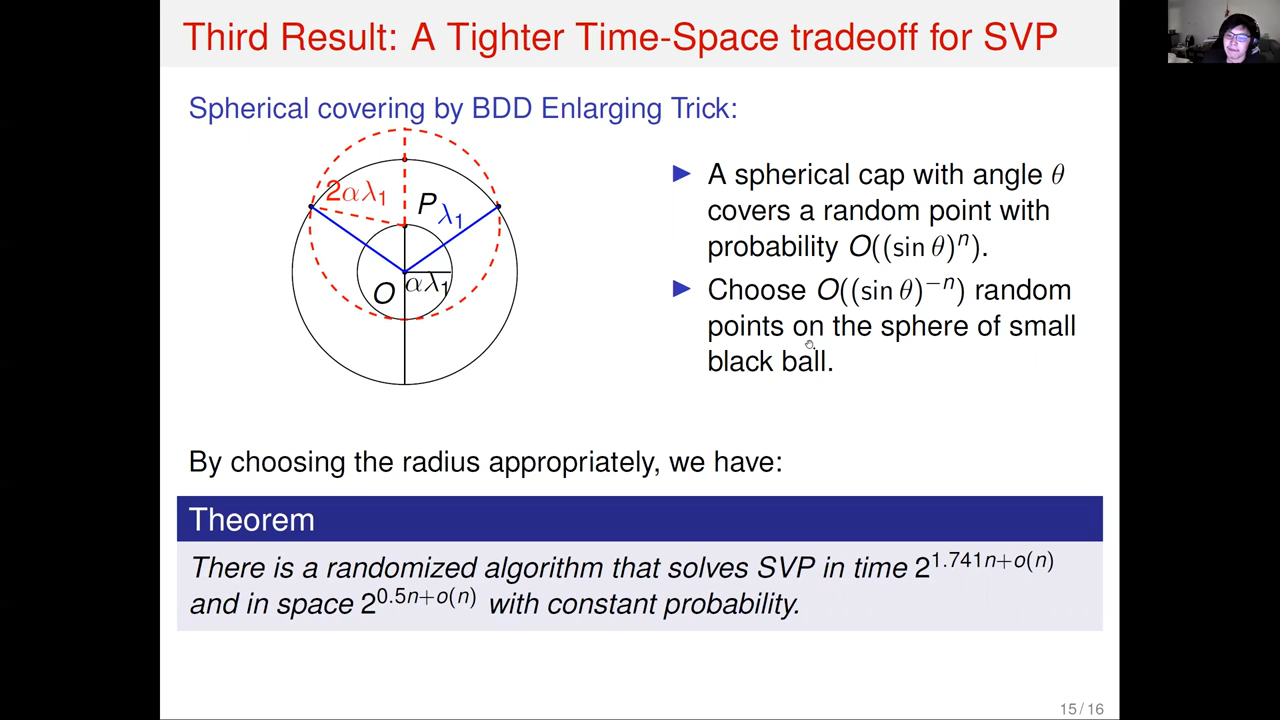 Third Result: A Tighter Time-Space tradeoff for SVP
Spherical covering by BDD Enlarging Trick:
2αλ₁
P
λ₁
O
αλ₁
▶ A spherical cap with angle θ
covers a random point with
probability O((sin θ)ⁿ).
▶ Choose O((sin θ)⁻ⁿ) random
points on the sphere of small
black ball.
By choosing the radius appropriately, we have:
Theorem
There is a randomized algorithm that solves SVP in time 2^{1.741n+o(n)}
and in space 2^{0.5n+o(n)} with constant probability.
15 / 16